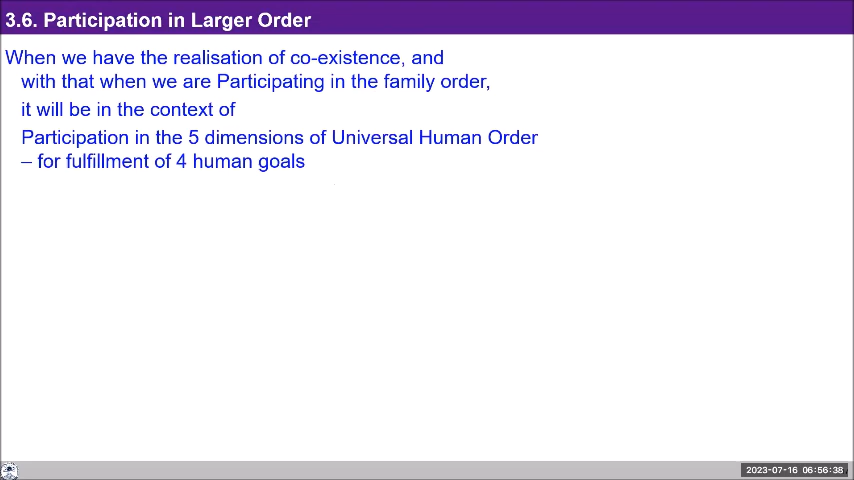 3.6. Participation in Larger Order
When we have the realisation of co-existence, and
with that when we are Participating in the family order,
it will be in the context of
Participation in the 5 dimensions of Universal Human Order
– for fulfillment of 4 human goals
2023-07-16 06:56:38